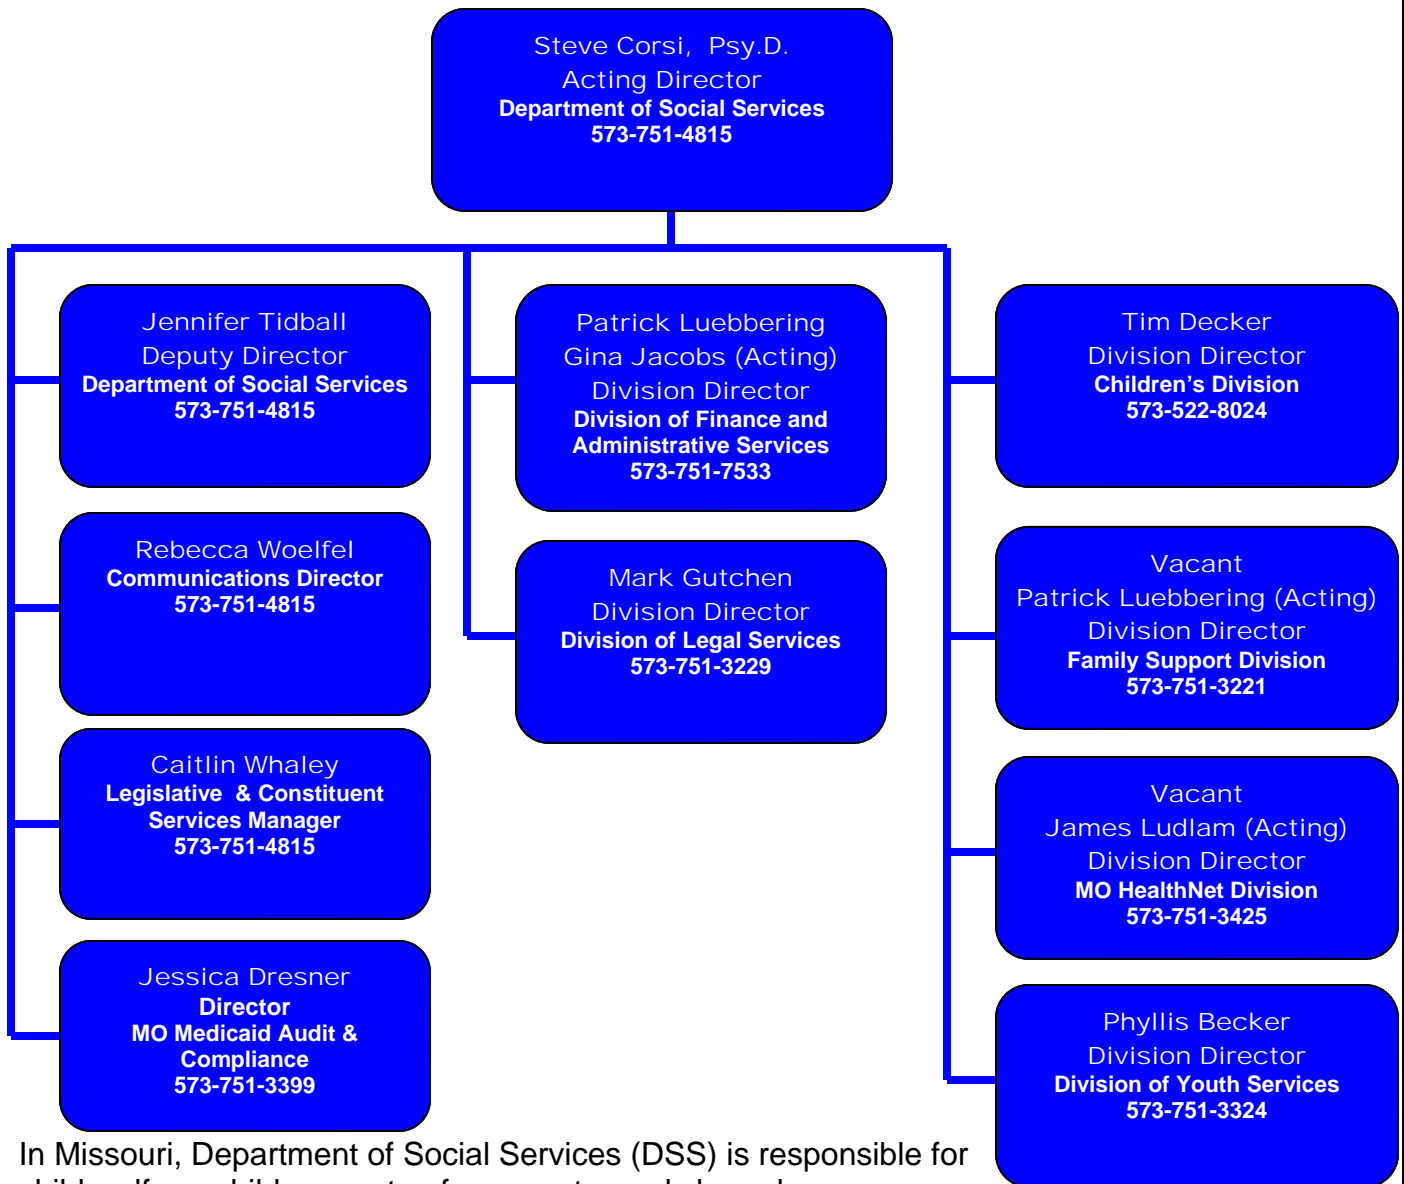 Steve Corsi, Psy.D.
Acting Director
Department of Social Services
573-751-4815
Jennifer Tidball
Deputy Director
Department of Social Services
573-751-4815
Rebecca Woelfel
Communications Director
573-751-4815
Caitlin Whaley
Legislative & Constituent
Services Manager
573-751-4815
Jessica Dresner
Director
MO Medicaid Audit &
Compliance
573-751-3399
Patrick Luebbering
Gina Jacobs (Acting)
Division Director
Division of Finance and
Administrative Services
573-751-7533
Mark Gutchen
Division Director
Division of Legal Services
573-751-3229
Tim Decker
Division Director
Children’s Division
573-522-8024
Vacant
Patrick Luebbering (Acting)
Division Director
Family Support Division
573-751-3221
Vacant
James Ludlam (Acting)
Division Director
MO HealthNet Division
573-751-3425
Phyllis Becker
Division Director
Division of Youth Services
573-751-3324
In Missouri, Department of Social Services (DSS) is responsible for